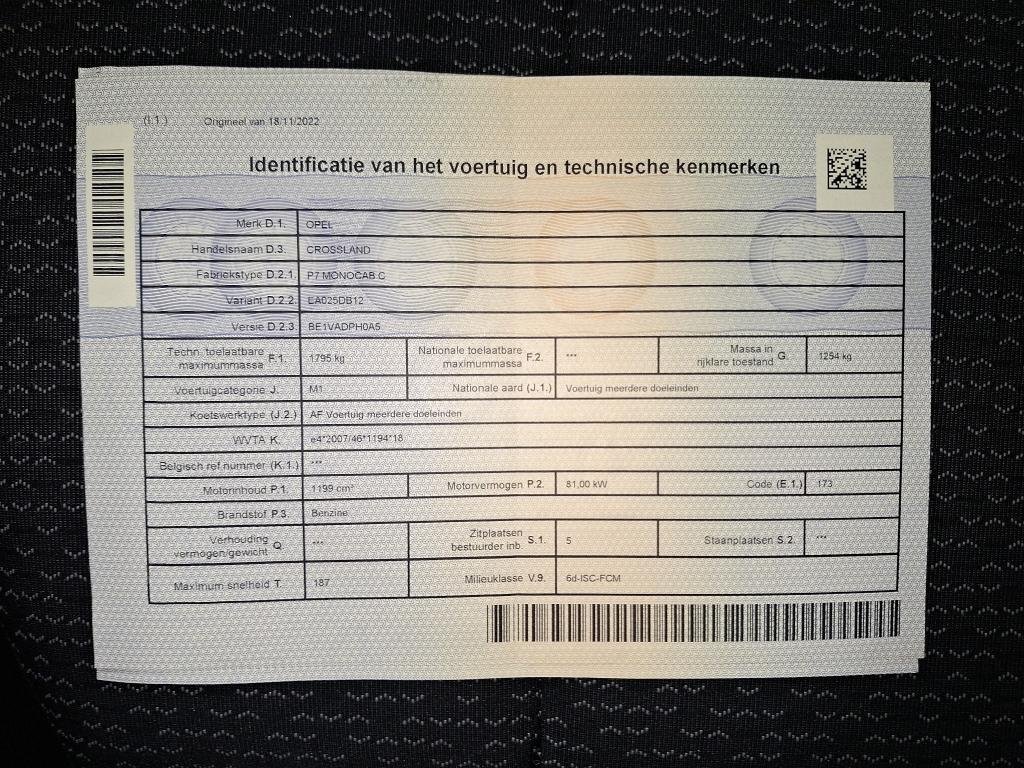 (I.1.) Origineel van 18/11/2022
Identificatie van het voertuig en technische kenmerken
Merk D.1. OPEL
Handelsnaam D.3. CROSSLAND
Fabriekstype D.2.1. P7 MONOCAB C
Variant D.2.2. EA025DB12
Versie D.2.3. BE1VADPH0A5
Techn. toelaatbare maximummassa F.1. 1795 kg Nationale toelaatbare maximummassa F.2. *** Massa in rijklare toestand G. 1254 kg
Voertuigcategorie J. M1 Nationale aard (J.1.) Voertuig meerdere doeleinden
Koetswerktype (J.2.) AF Voertuig meerdere doeleinden
WVTA K. e4*2007/46*1194*18
Belgisch ref nummer (K.1.) ***
Motorinhoud P.1. 1199 cm³ Motorvermogen P.2. 81,00 kW Code (E.1.) 173
Brandstof P.3. Benzine
Verhouding vermogen/gewicht Q. *** Zitplaatsen bestuurder inb. S.1. 5 Staanplaatsen S.2. ***
Maximum snelheid T. 187 Milieuklasse V.9. 6d-ISC-FCM